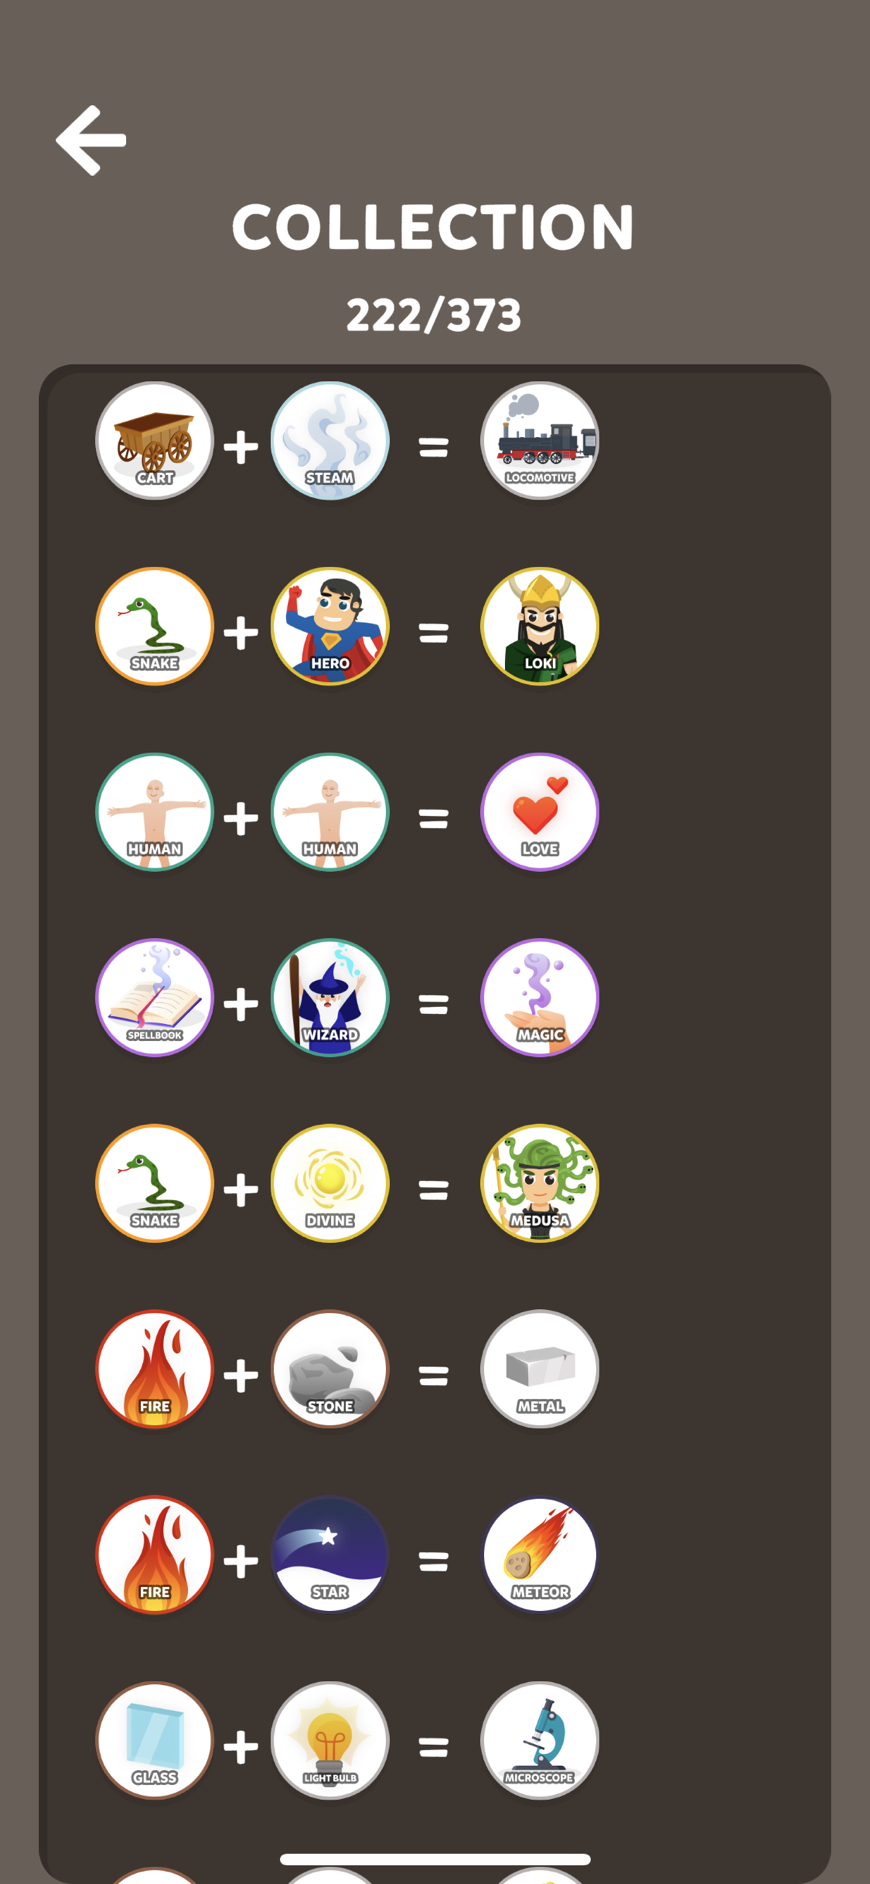 COLLECTION
222/373
CART + STEAM = LOCOMOTIVE
SNAKE + HERO = LOKI
HUMAN + HUMAN = LOVE
SPELLBOOK + WIZARD = MAGIC
SNAKE + DIVINE = MEDUSA
FIRE + STONE = METAL
FIRE + STAR = METEOR
GLASS + LIGHT BULB = MICROSCOPE